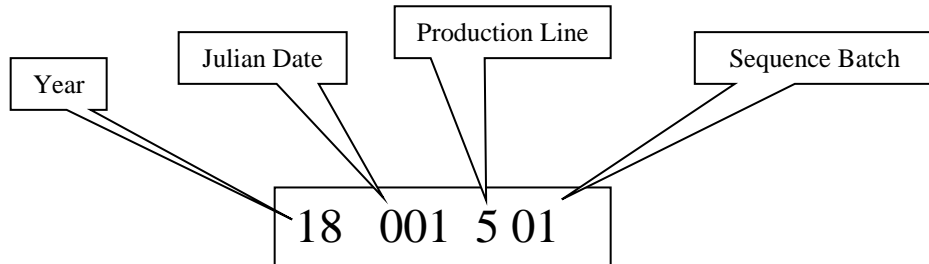 Production Line
Julian Date
Sequence Batch
Year
18 001 5 01